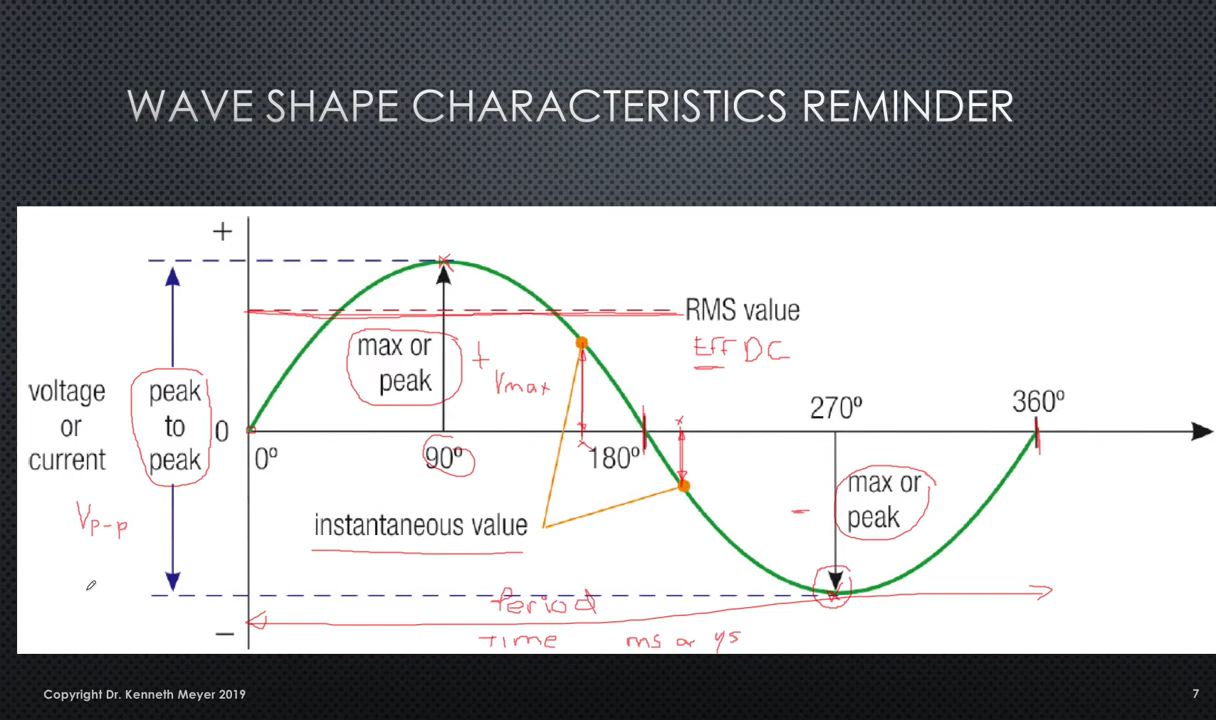 WAVE SHAPE CHARACTERISTICS REMINDER
+
RMS value
Eff DC
max or
peak
+
Vmax
voltage
or
current
peak
to
peak
0
0º
90º
180º
270º
360º
max or
peak
-
instantaneous value
VP-P
Period
Time ms or µs
–
Copyright Dr. Kenneth Meyer 2019
7